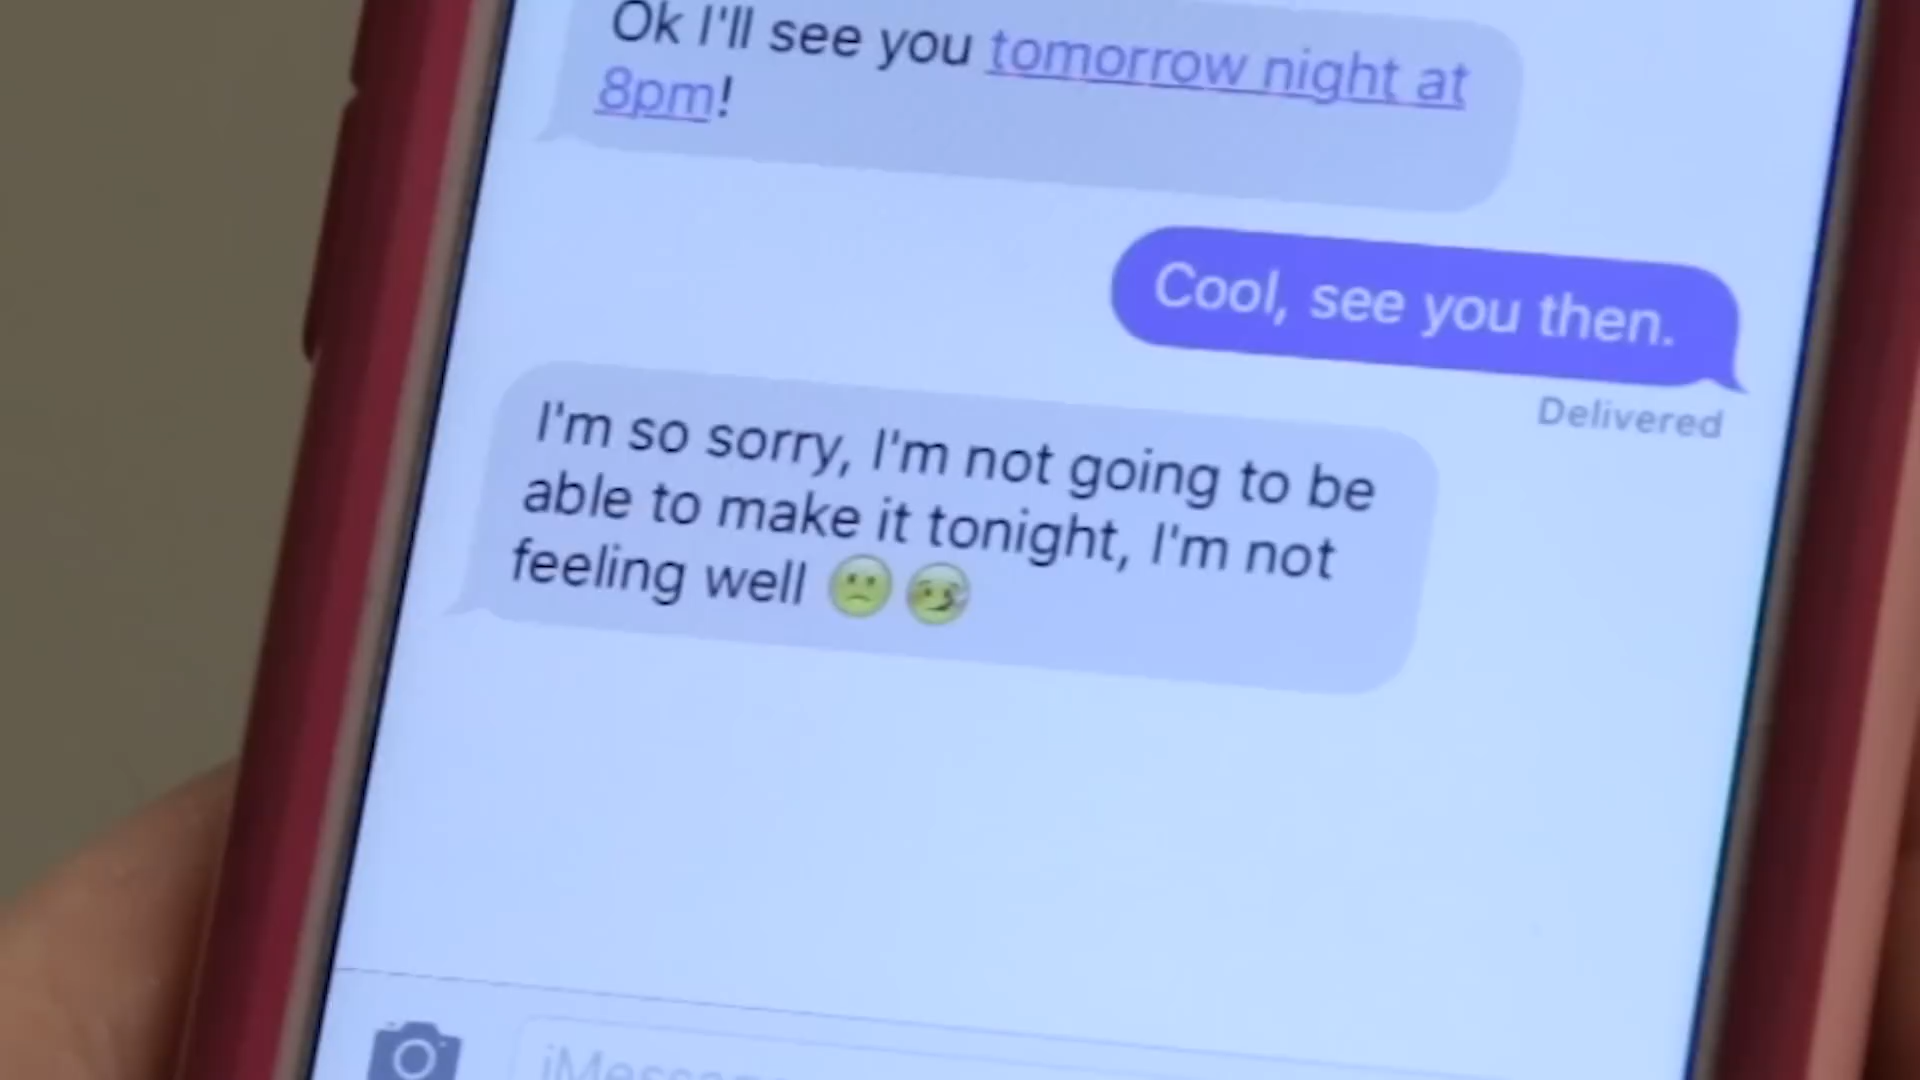 Ok I'll see you tomorrow night at
8pm!
Cool, see you then.
Delivered
I'm so sorry, I'm not going to be
able to make it tonight, I'm not
feeling well 🙁🤒